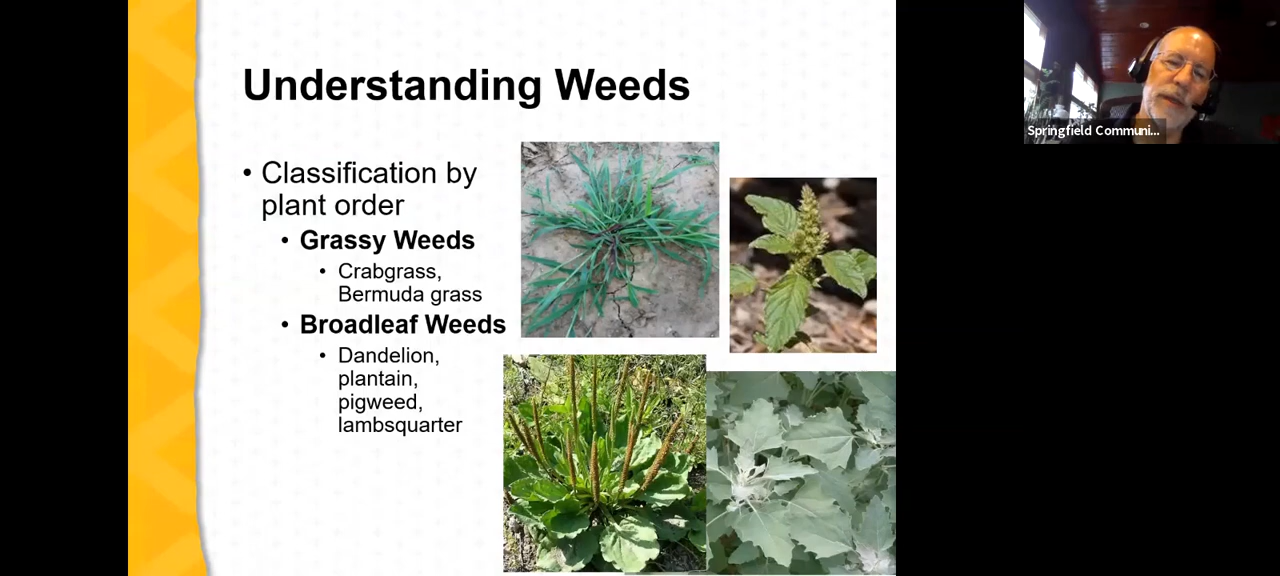 Understanding Weeds
• Classification by
plant order
• Grassy Weeds
• Crabgrass,
Bermuda grass
• Broadleaf Weeds
• Dandelion,
plantain,
pigweed,
lambsquarter
Springfield Communi...